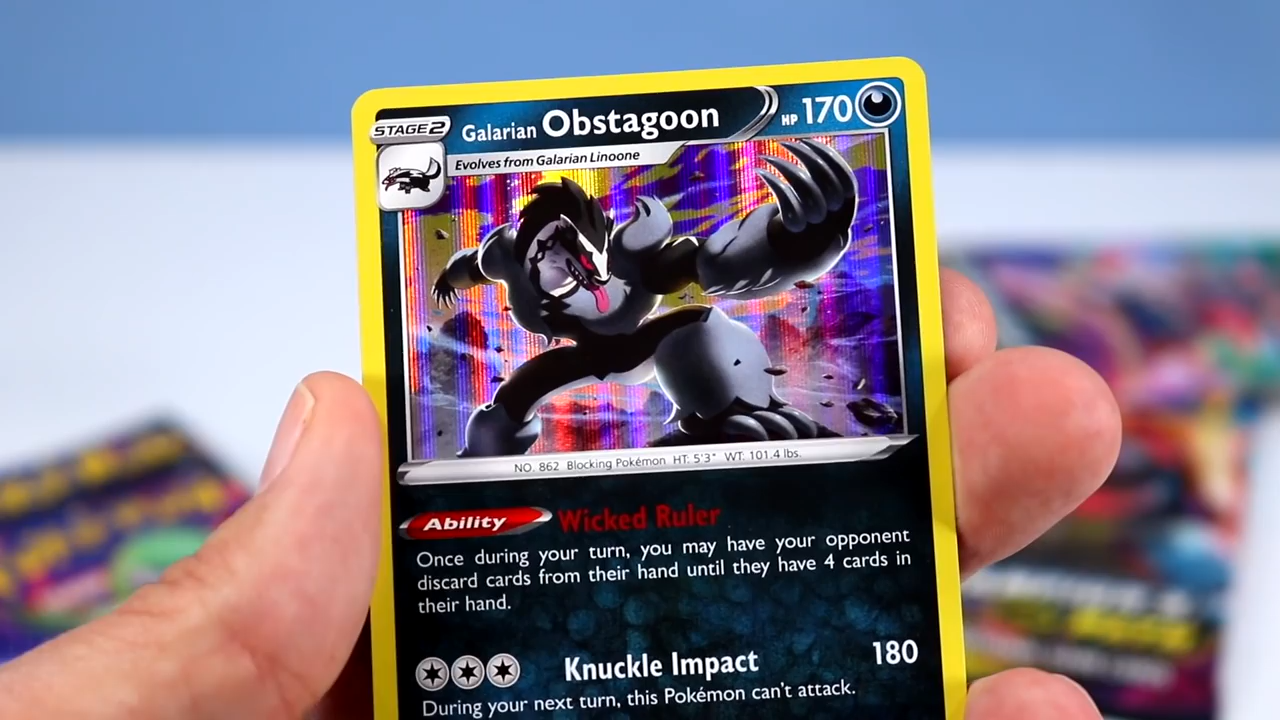 STAGE2
Galarian Obstagoon
HP 170
Evolves from Galarian Linoone
NO. 862 Blocking Pokémon HT: 5'3" WT: 101.4 lbs.
Ability Wicked Ruler
Once during your turn, you may have your opponent
discard cards from their hand until they have 4 cards in
their hand.
Knuckle Impact 180
During your next turn, this Pokémon can't attack.